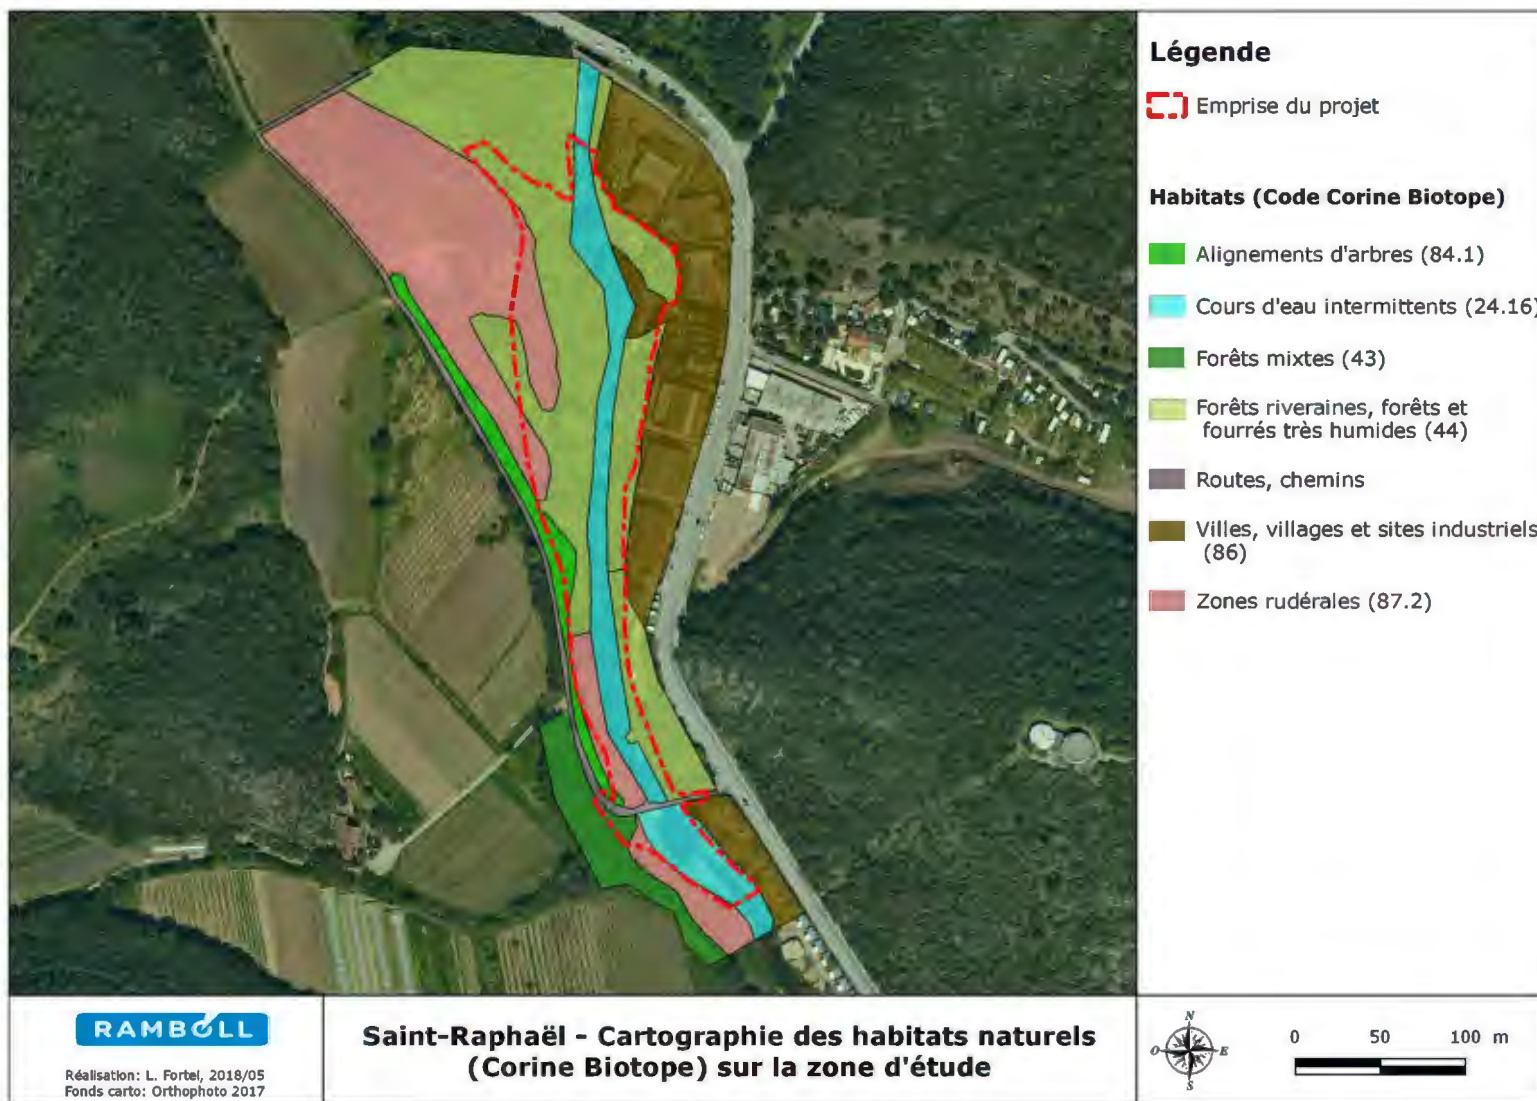 Légende
Emprise du projet
Habitats (Code Corine Biotope)
Alignements d'arbres (84.1)
Cours d'eau intermittents (24.16)
Forêts mixtes (43)
Forêts riveraines, forêts et
fourrés très humides (44)
Routes, chemins
Villes, villages et sites industriels
(86)
Zones rudérales (87.2)
RAMBOLL
Réalisation: L. Fortel, 2018/05
Fonds carto: Orthophoto 2017
Saint-Raphaël - Cartographie des habitats naturels
(Corine Biotope) sur la zone d'étude
N
O E
S
0 50 100 m